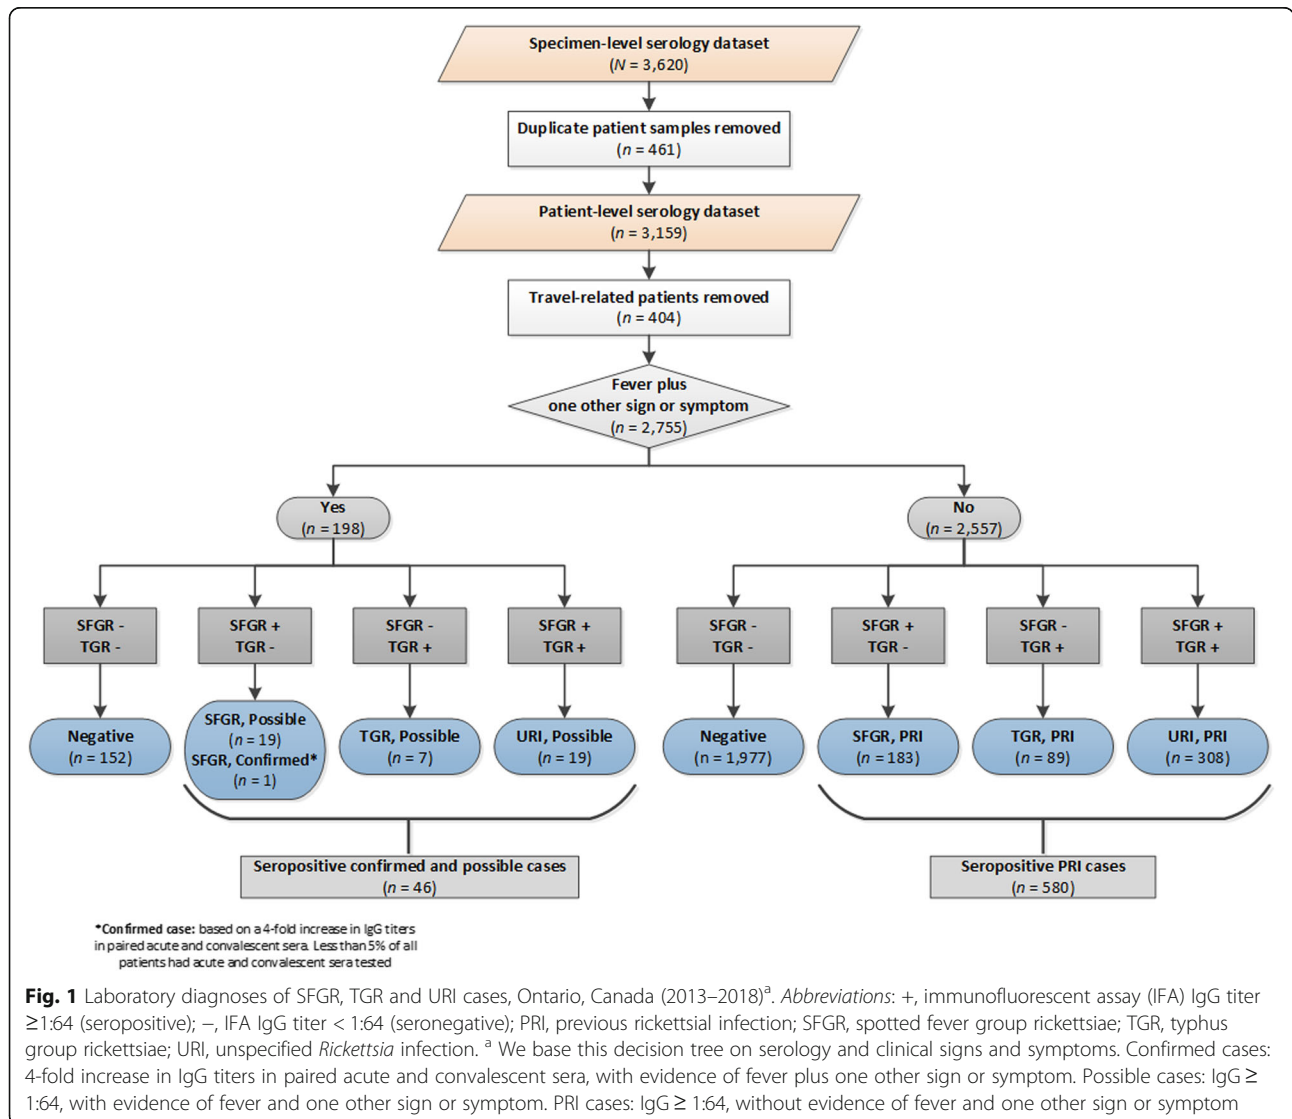 Specimen-level serology dataset
(N = 3,620)
Duplicate patient samples removed
(n = 461)
Patient-level serology dataset
(n = 3,159)
Travel-related patients removed
(n = 404)
Fever plus
one other sign or symptom
(n = 2,755)
Yes
(n = 198)
No
(n = 2,557)
SFGR -
TGR -
SFGR +
TGR -
SFGR -
TGR +
SFGR +
TGR +
SFGR -
TGR -
SFGR +
TGR -
SFGR -
TGR +
SFGR +
TGR +
Negative
(n = 152)
SFGR, Possible
(n = 19)
SFGR, Confirmed*
(n = 1)
TGR, Possible
(n = 7)
URI, Possible
(n = 19)
Negative
(n = 1,977)
SFGR, PRI
(n = 183)
TGR, PRI
(n = 89)
URI, PRI
(n = 308)
Seropositive confirmed and possible cases
(n = 46)
Seropositive PRI cases
(n = 580)
*Confirmed case: based on a 4-fold increase in IgG titers
in paired acute and convalescent sera. Less than 5% of all
patients had acute and convalescent sera tested
Fig. 1 Laboratory diagnoses of SFGR, TGR and URI cases, Ontario, Canada (2013–2018)ª. Abbreviations: +, immunofluorescent assay (IFA) IgG titer
≥1:64 (seropositive); −, IFA IgG titer < 1:64 (seronegative); PRI, previous rickettsial infection; SFGR, spotted fever group rickettsiae; TGR, typhus
group rickettsiae; URI, unspecified Rickettsia infection. ª We base this decision tree on serology and clinical signs and symptoms. Confirmed cases:
4-fold increase in IgG titers in paired acute and convalescent sera, with evidence of fever plus one other sign or symptom. Possible cases: IgG ≥
1:64, with evidence of fever and one other sign or symptom. PRI cases: IgG ≥ 1:64, without evidence of fever and one other sign or symptom